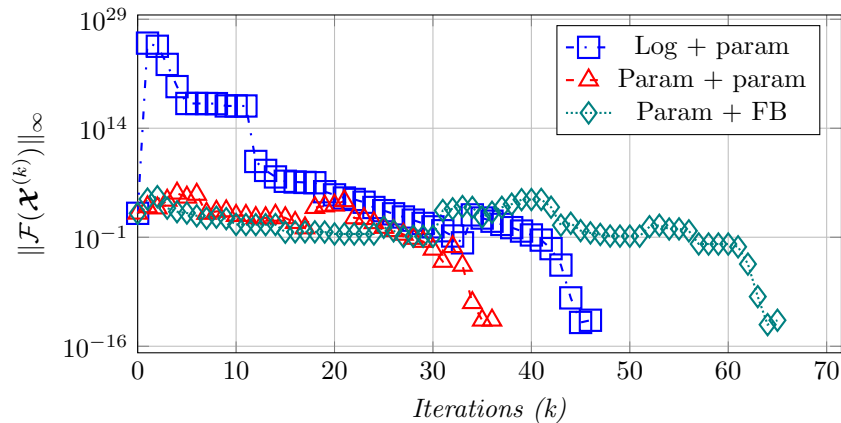 10^29
10^14
10^-1
10^-16
‖𝓕(𝓧^(k))‖_∞
Log + param
Param + param
Param + FB
0 10 20 30 40 50 60 70
Iterations (k)